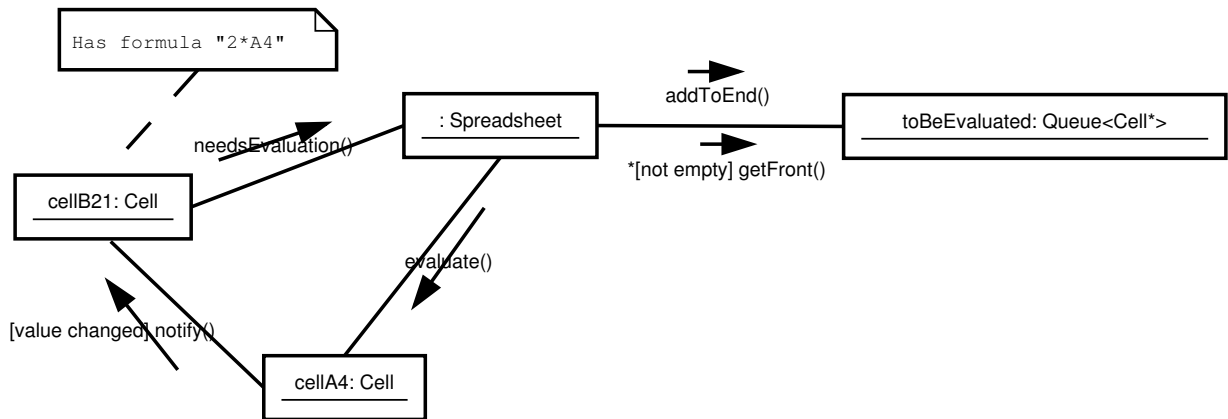 Has formula "2*A4"
addToEnd()
: Spreadsheet
toBeEvaluated: Queue<Cell*>
needsEvaluation()
*[not empty] getFront()
cellB21: Cell
evaluate()
[value changed] notify()
cellA4: Cell